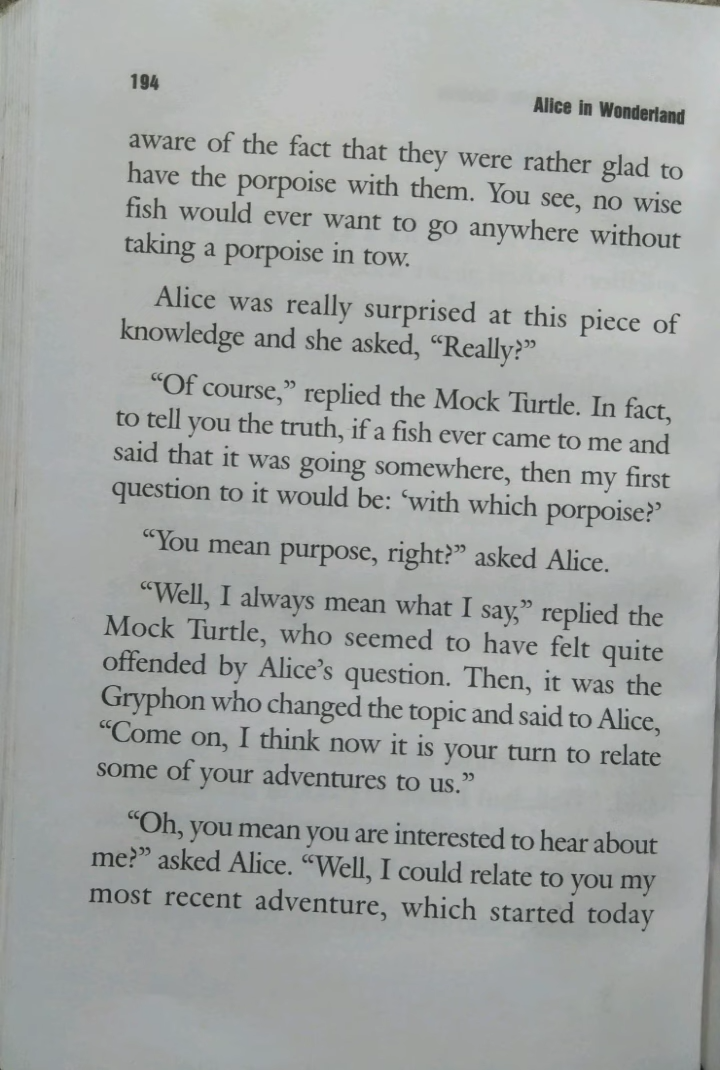 194
Alice in Wonderland
aware of the fact that they were rather glad to
have the porpoise with them. You see, no wise
fish would ever want to go anywhere without
taking a porpoise in tow.
Alice was really surprised at this piece of
knowledge and she asked, “Really?”
“Of course,” replied the Mock Turtle. In fact,
to tell you the truth, if a fish ever came to me and
said that it was going somewhere, then my first
question to it would be: ‘with which porpoise?’
“You mean purpose, right?” asked Alice.
“Well, I always mean what I say,” replied the
Mock Turtle, who seemed to have felt quite
offended by Alice’s question. Then, it was the
Gryphon who changed the topic and said to Alice,
“Come on, I think now it is your turn to relate
some of your adventures to us.”
“Oh, you mean you are interested to hear about
me?” asked Alice. “Well, I could relate to you my
most recent adventure, which started today